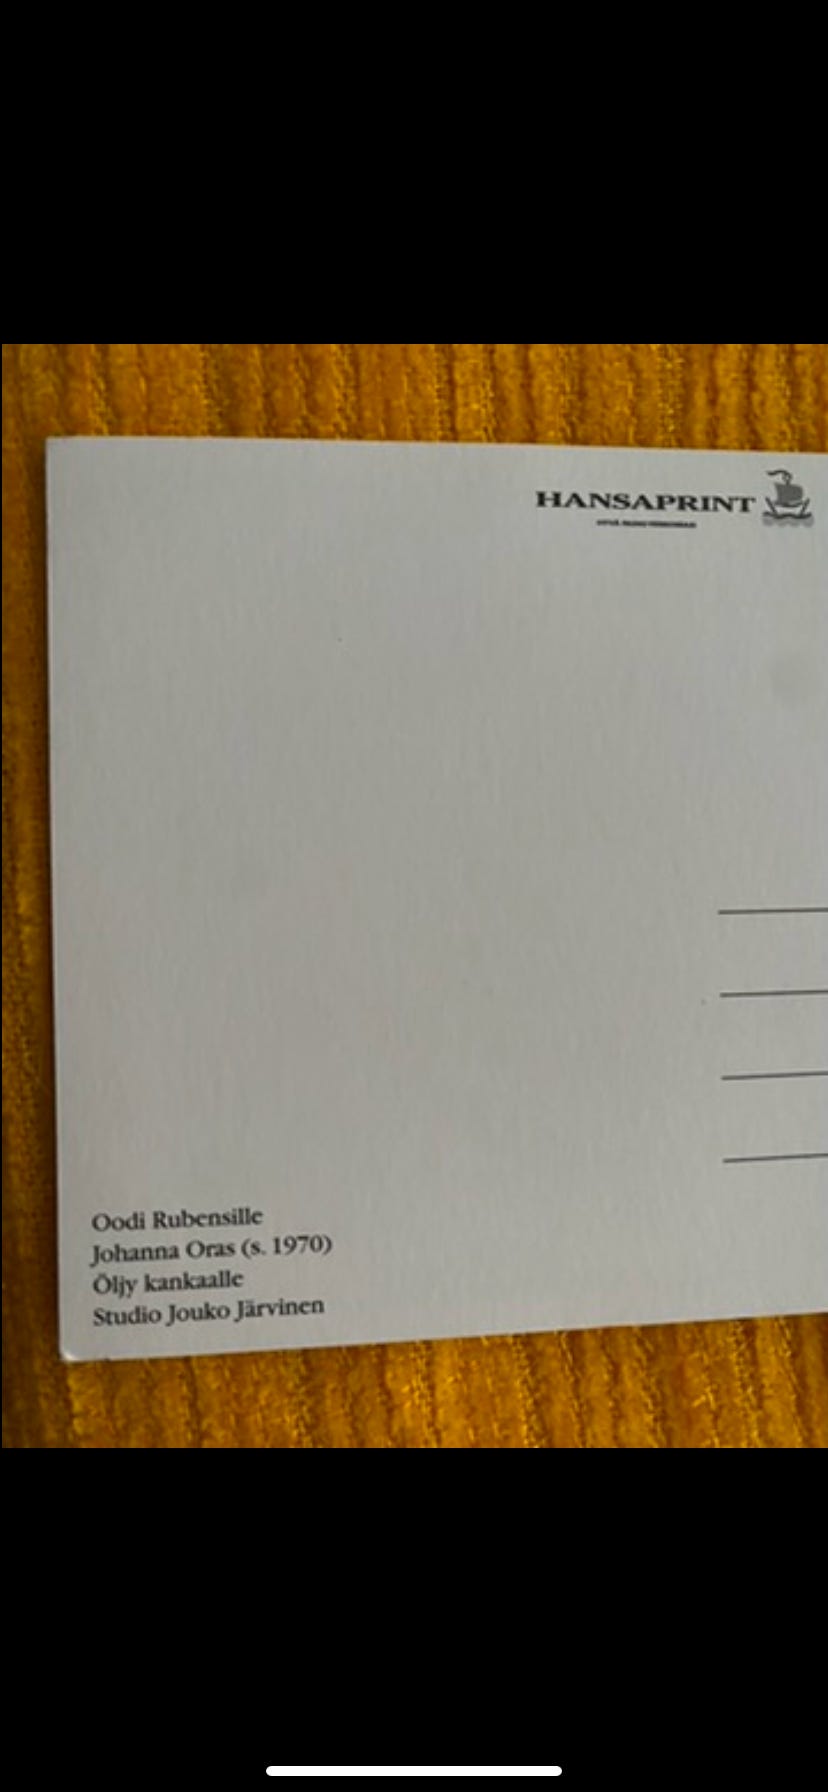 HANSAPRINT
Oodi Rubensille
Johanna Oras (s. 1970)
Öljy kankaalle
Studio Jouko Järvinen